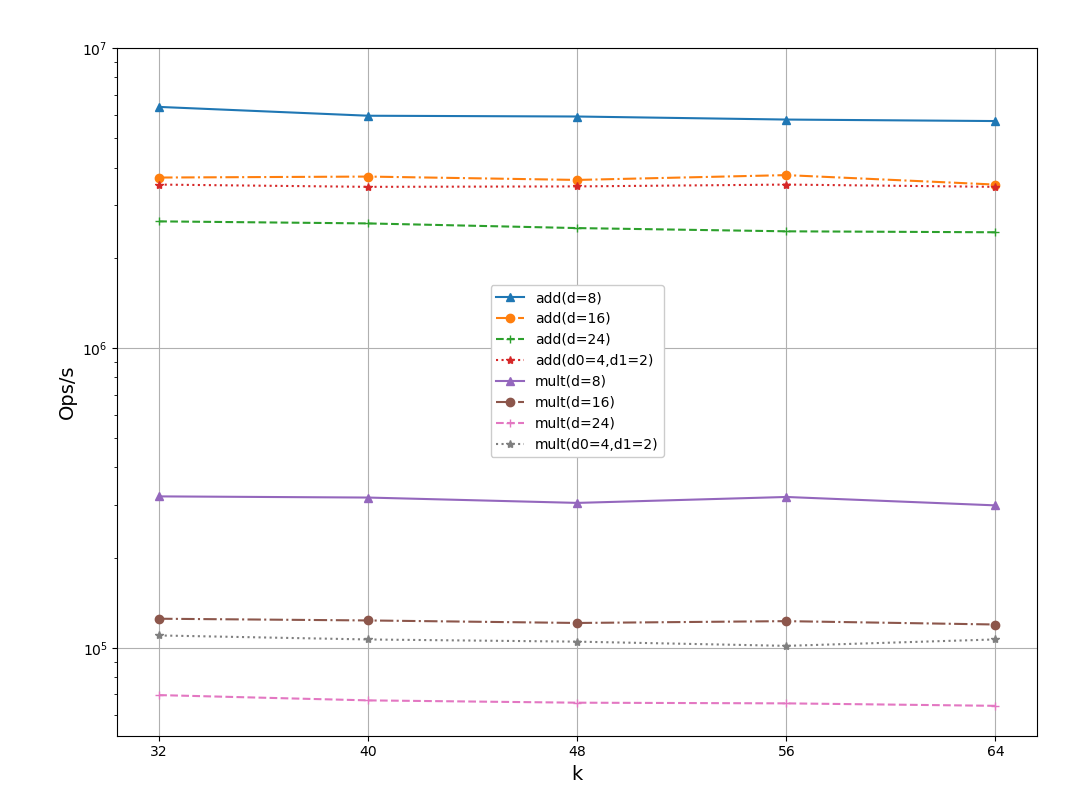 10^7
10^6
10^5
Ops/s
add(d=8)
add(d=16)
add(d=24)
add(d0=4,d1=2)
mult(d=8)
mult(d=16)
mult(d=24)
mult(d0=4,d1=2)
32 40 48 56 64
k